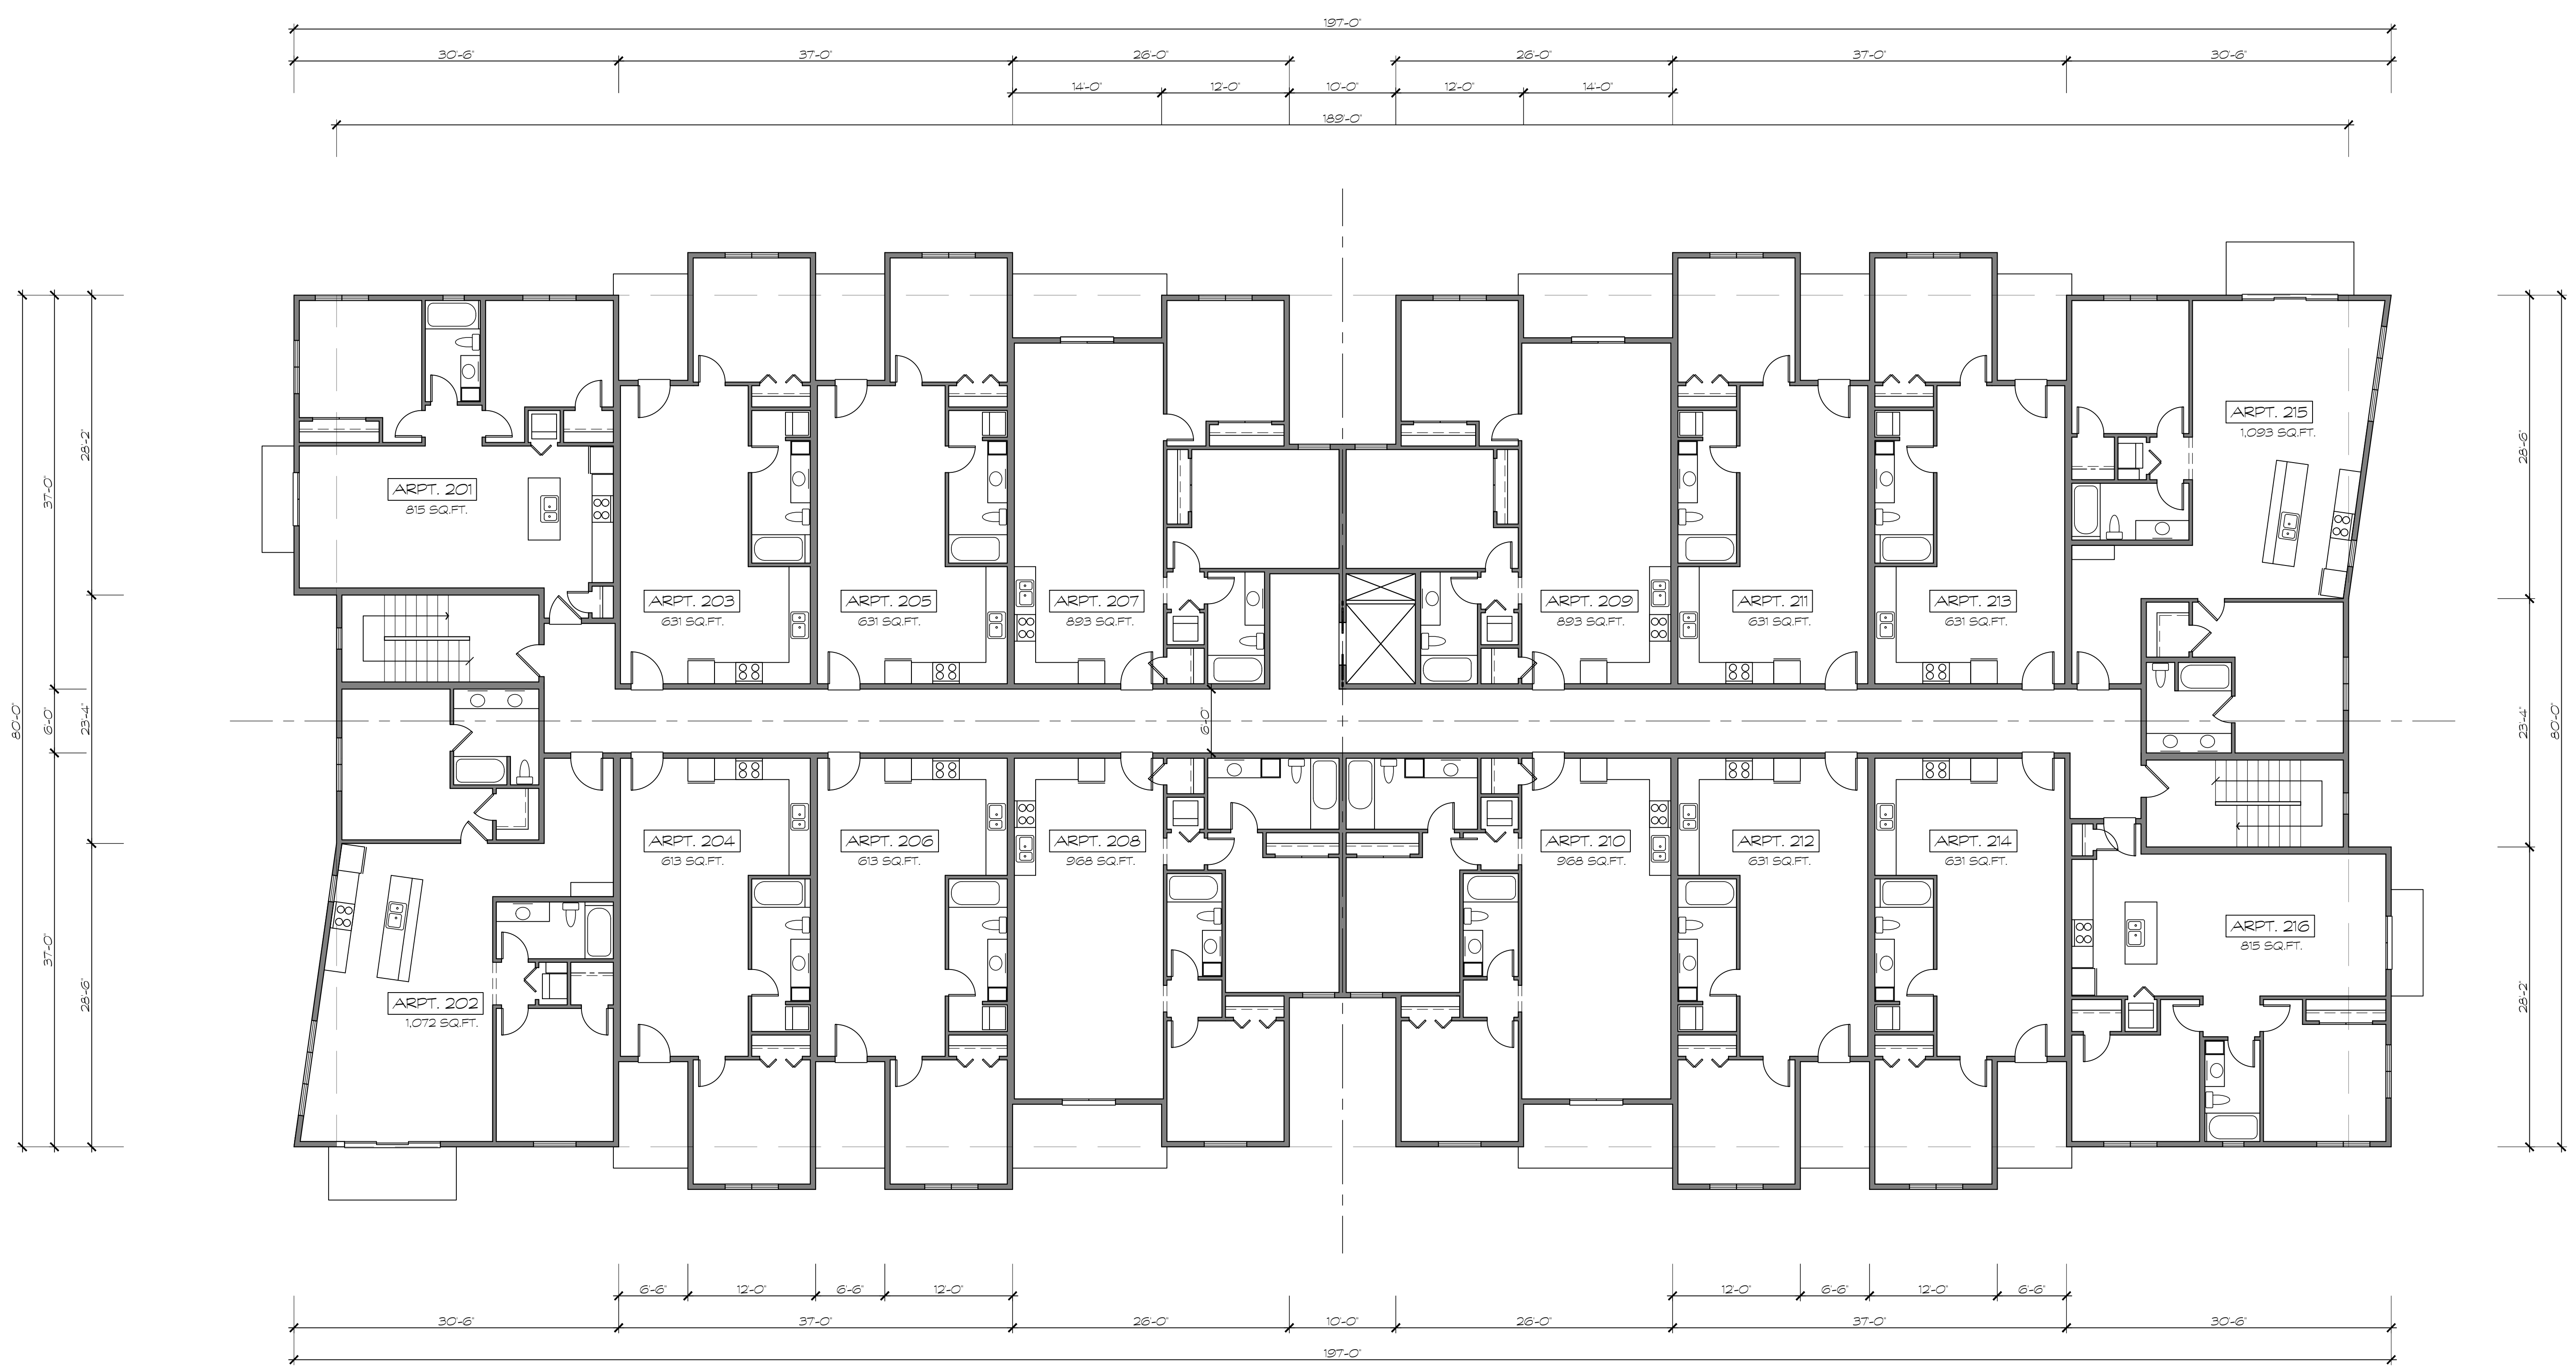 197'-0"
30'-6" 37'-0" 26'-0" 26'-0" 37'-0" 30'-6"
14'-0" 12'-0" 10'-0" 12'-0" 14'-0"
189'-0"
ARPT. 215
1,093 SQ.FT.
28'-2"
28'-6"
37'-0"
ARPT. 201
815 SQ.FT.
ARPT. 203
631 SQ.FT.
ARPT. 205
631 SQ.FT.
ARPT. 207
893 SQ.FT.
ARPT. 209
893 SQ.FT.
ARPT. 211
631 SQ.FT.
ARPT. 213
631 SQ.FT.
80'-0"
6'-0"
23'-4"
6'-0"
23'-4"
80'-0"
ARPT. 204
613 SQ.FT.
ARPT. 206
613 SQ.FT.
ARPT. 208
968 SQ.FT.
ARPT. 210
968 SQ.FT.
ARPT. 212
631 SQ.FT.
ARPT. 214
631 SQ.FT.
ARPT. 216
815 SQ.FT.
37'-0"
28'-6"
28'-2"
ARPT. 202
1,072 SQ.FT.
6'-6" 12'-0" 6'-6" 12'-0" 12'-0" 6'-6" 12'-0" 6'-6"
30'-6" 37'-0" 26'-0" 10'-0" 26'-0" 37'-0" 30'-6"
197'-0"